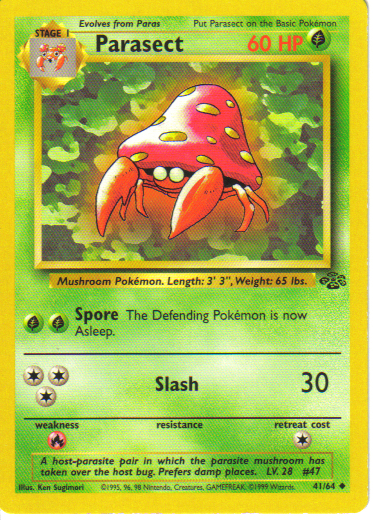 Evolves from Paras
Put Parasect on the Basic Pokémon
STAGE 1
Parasect
60 HP
Mushroom Pokémon. Length: 3' 3", Weight: 65 lbs.
Spore The Defending Pokémon is now
Asleep.
Slash 30
weakness resistance retreat cost
A host-parasite pair in which the parasite mushroom has
taken over the host bug. Prefers damp places. LV. 28 #47
Illus. Ken Sugimori ©1995, 96, 98 Nintendo, Creatures, GAMEFREAK. ©1999 Wizards. 41/64